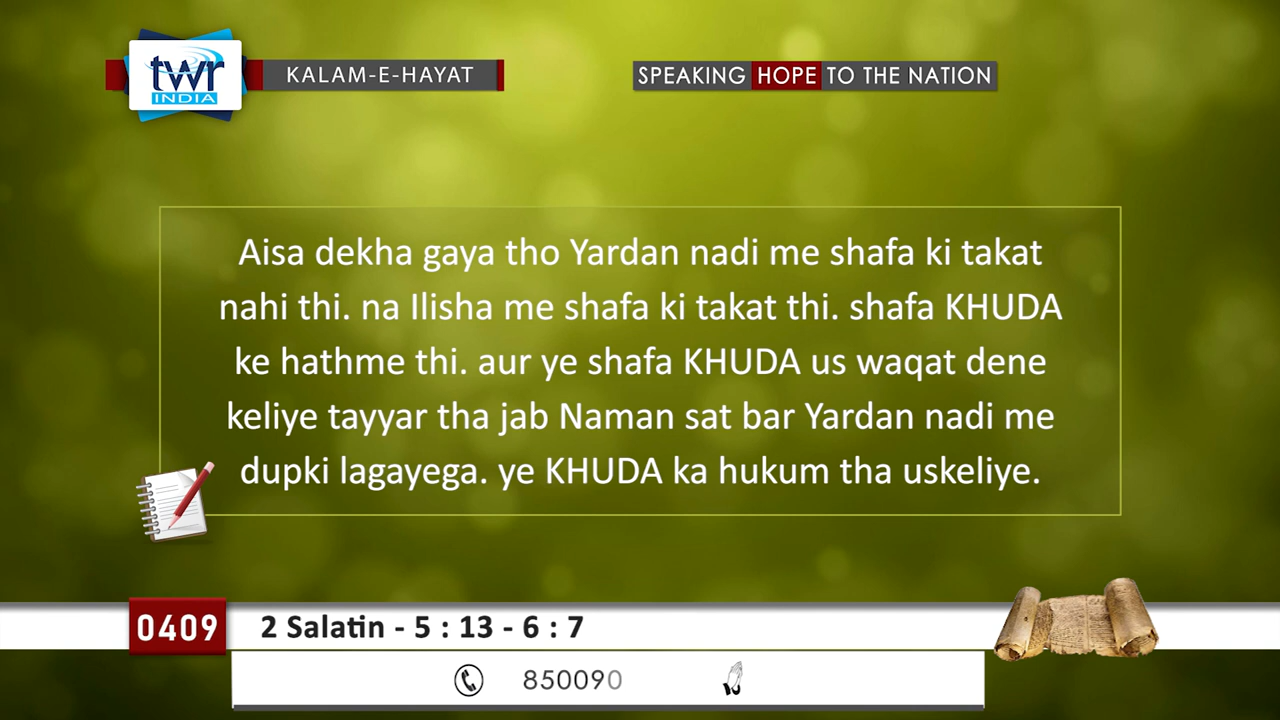 twr
INDIA
KALAM-E-HAYAT
SPEAKING HOPE TO THE NATION
Aisa dekha gaya tho Yardan nadi me shafa ki takat
nahi thi. na Ilisha me shafa ki takat thi. shafa KHUDA
ke hathme thi. aur ye shafa KHUDA us waqat dene
keliye tayyar tha jab Naman sat bar Yardan nadi me
dupki lagayega. ye KHUDA ka hukum tha uskeliye.
0409
2 Salatin - 5 : 13 - 6 : 7
850090